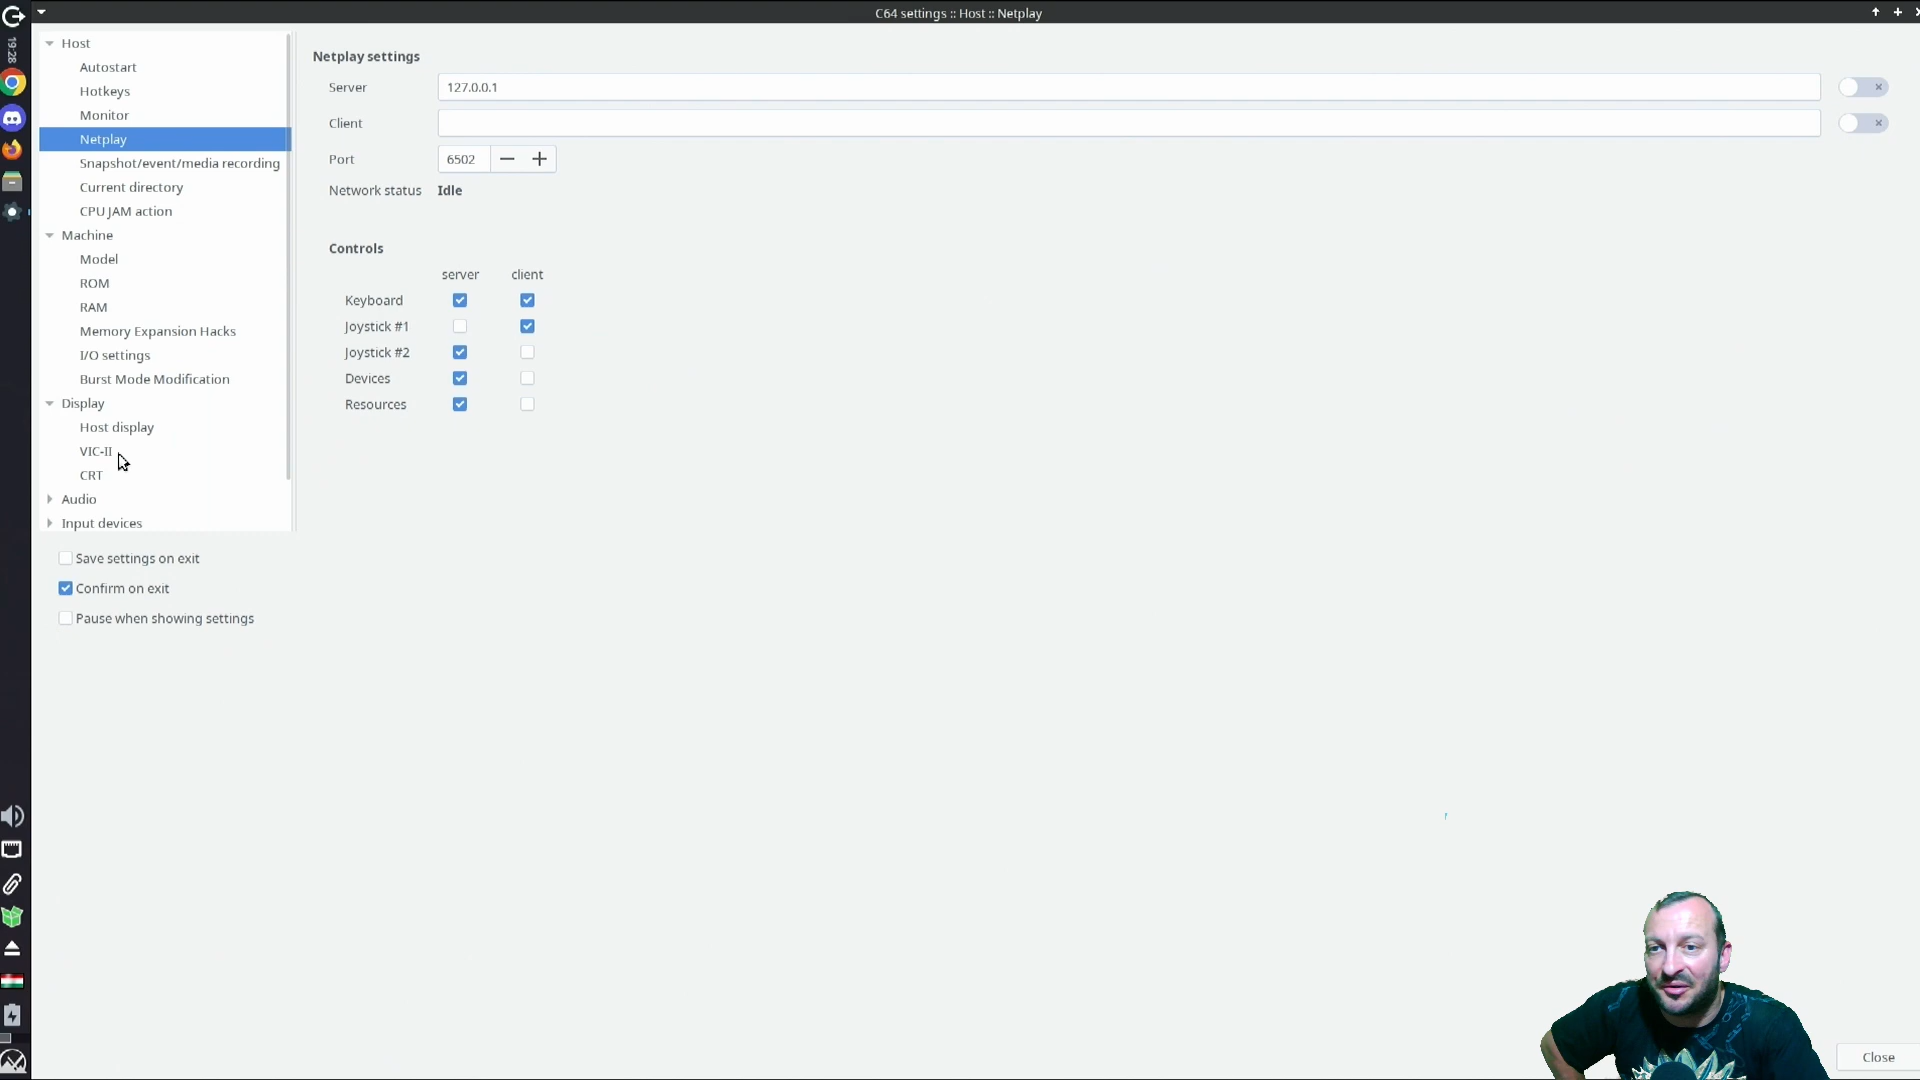 C64 settings :: Host :: Netplay
19:28
Host
Autostart
Hotkeys
Monitor
Netplay
Snapshot/event/media recording
Current directory
CPU JAM action
Machine
Model
ROM
RAM
Memory Expansion Hacks
I/O settings
Burst Mode Modification
Display
Host display
VIC-II
CRT
Audio
Input devices
Save settings on exit
Confirm on exit
Pause when showing settings
Netplay settings
Server 127.0.0.1
Client
Port 6502
Network status Idle
Controls
server client
Keyboard
Joystick #1
Joystick #2
Devices
Resources
Close